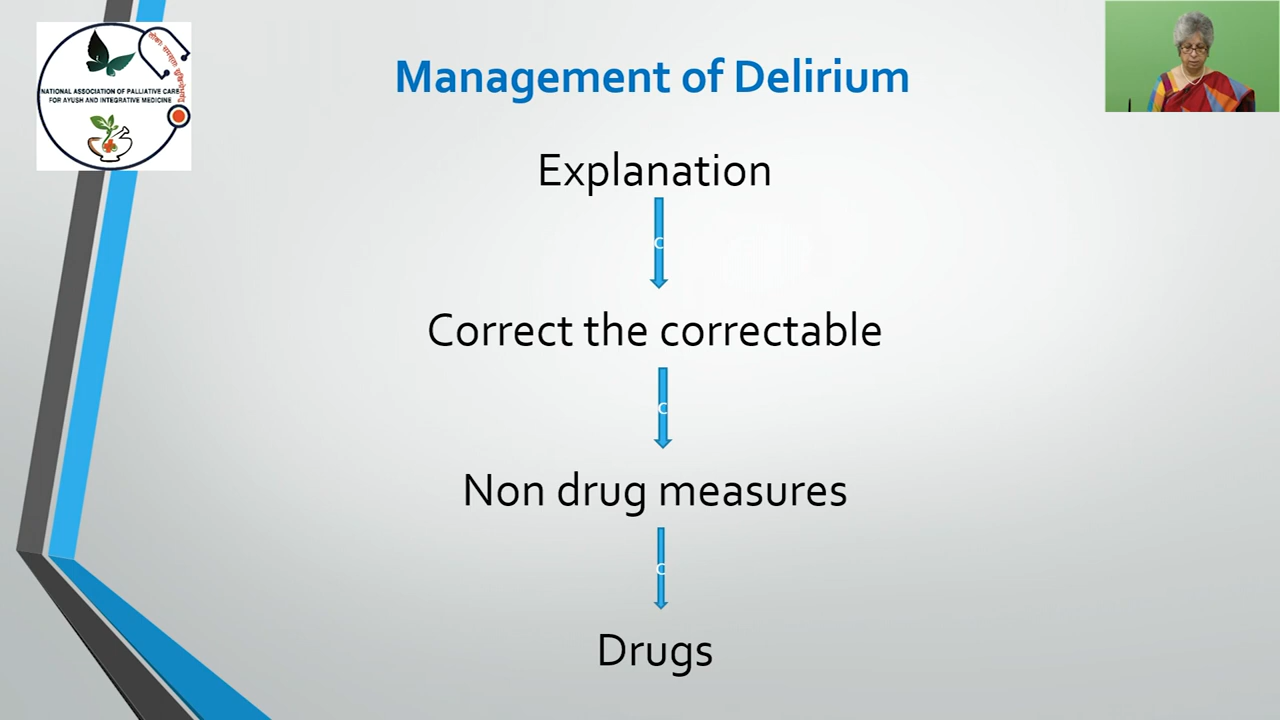 NATIONAL ASSOCIATION OF PALLIATIVE CARE
FOR AYUSH AND INTEGRATIVE MEDICINE
Management of Delirium
Explanation
C
Correct the correctable
C
Non drug measures
C
Drugs